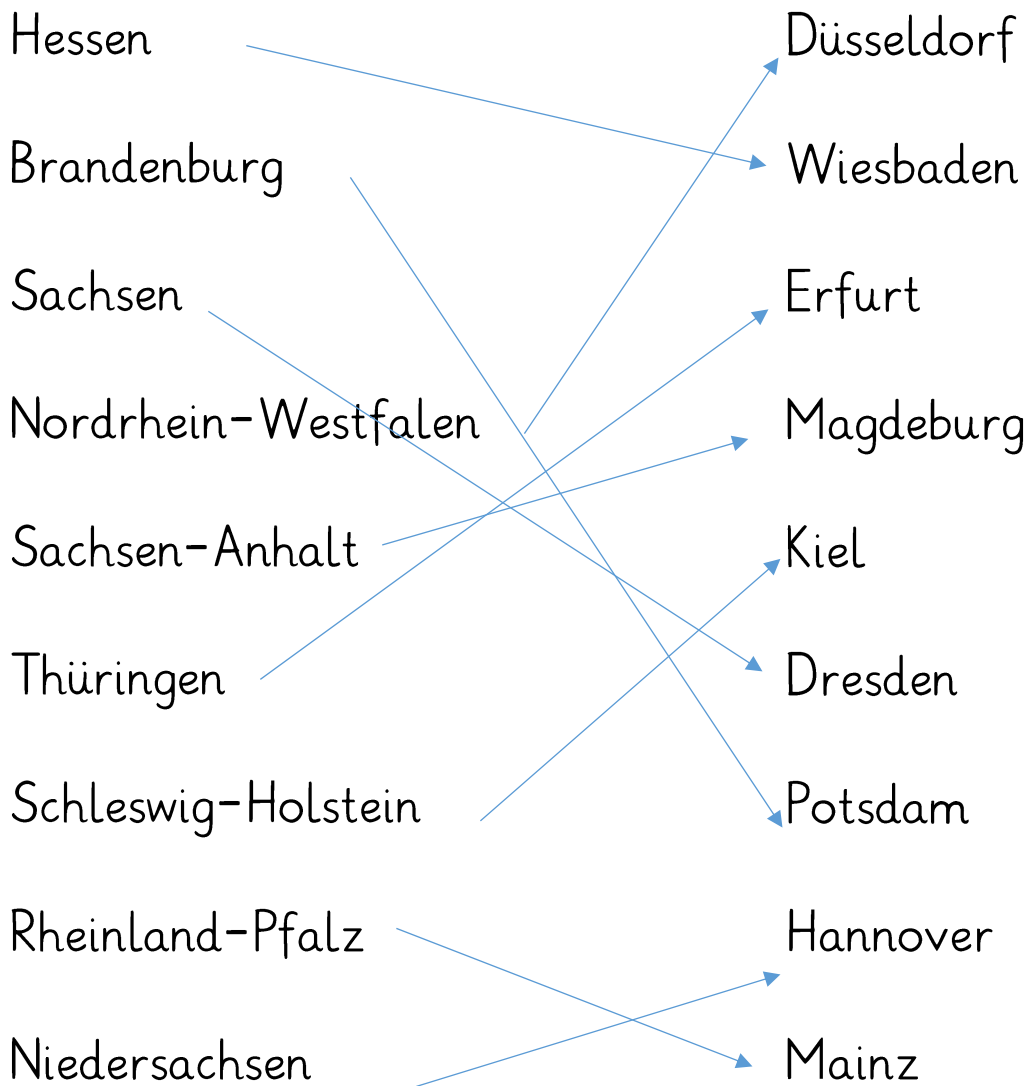 Hessen Düsseldorf
Brandenburg Wiesbaden
Sachsen Erfurt
Nordrhein-Westfalen Magdeburg
Sachsen-Anhalt Kiel
Thüringen Dresden
Schleswig-Holstein Potsdam
Rheinland-Pfalz Hannover
Niedersachsen Mainz